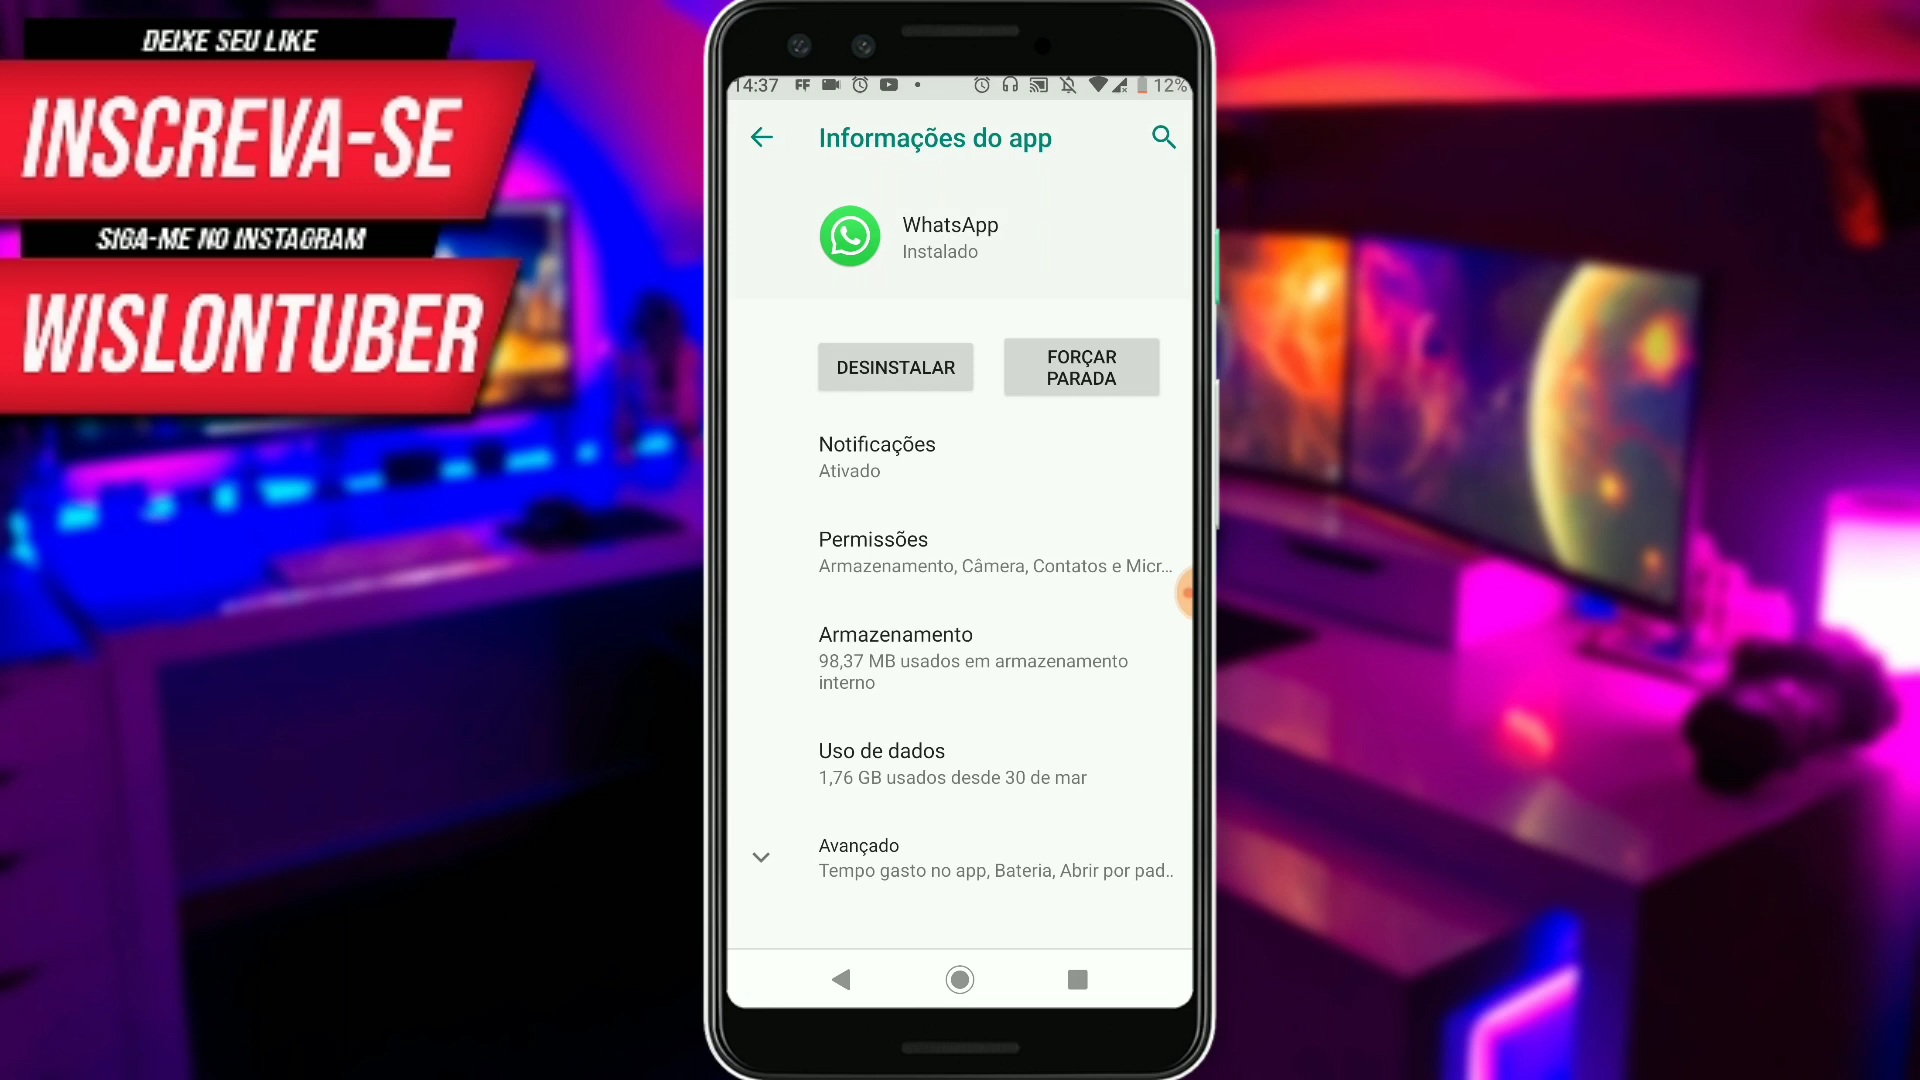 DEIXE SEU LIKE
INSCREVA-SE
SIGA-ME NO INSTAGRAM
WISLONTUBER
14:37 FF 12%
Informações do app
WhatsApp
Instalado
DESINSTALAR
FORÇAR
PARADA
Notificações
Ativado
Permissões
Armazenamento, Câmera, Contatos e Micr...
Armazenamento
98,37 MB usados em armazenamento
interno
Uso de dados
1,76 GB usados desde 30 de mar
Avançado
Tempo gasto no app, Bateria, Abrir por pad..